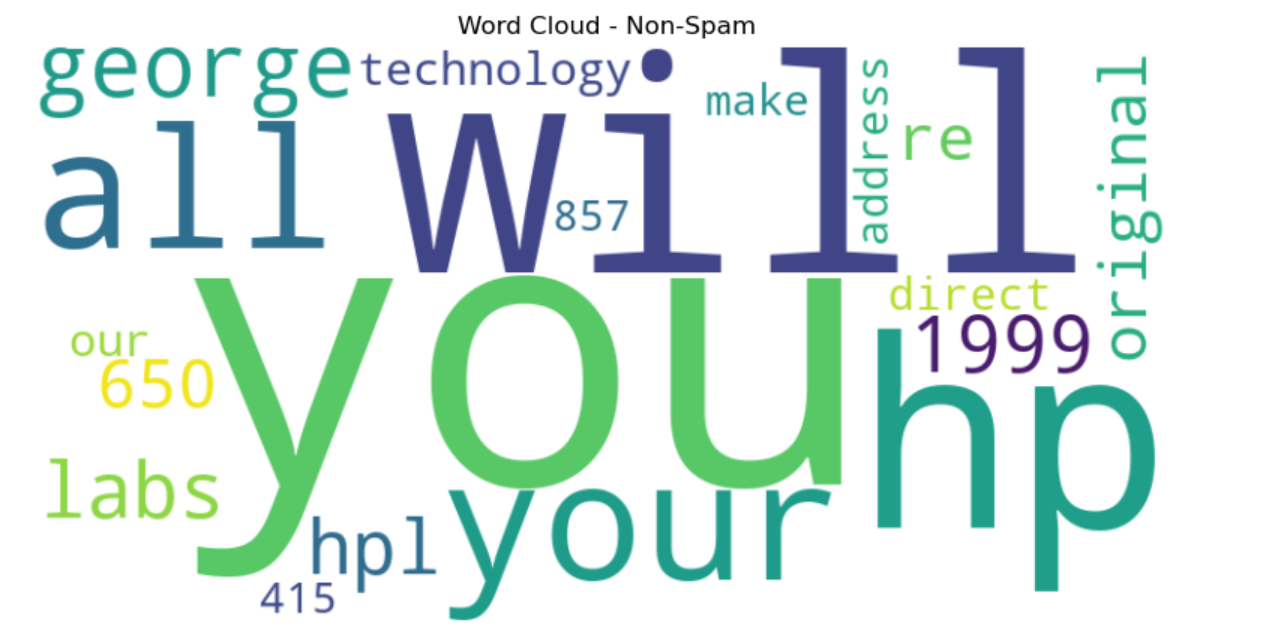 Word Cloud - Non-Spam
george
technology
will
make
address
re
original
all
857
you
direct
1999
our
650
hp
labs
your
hpl
415